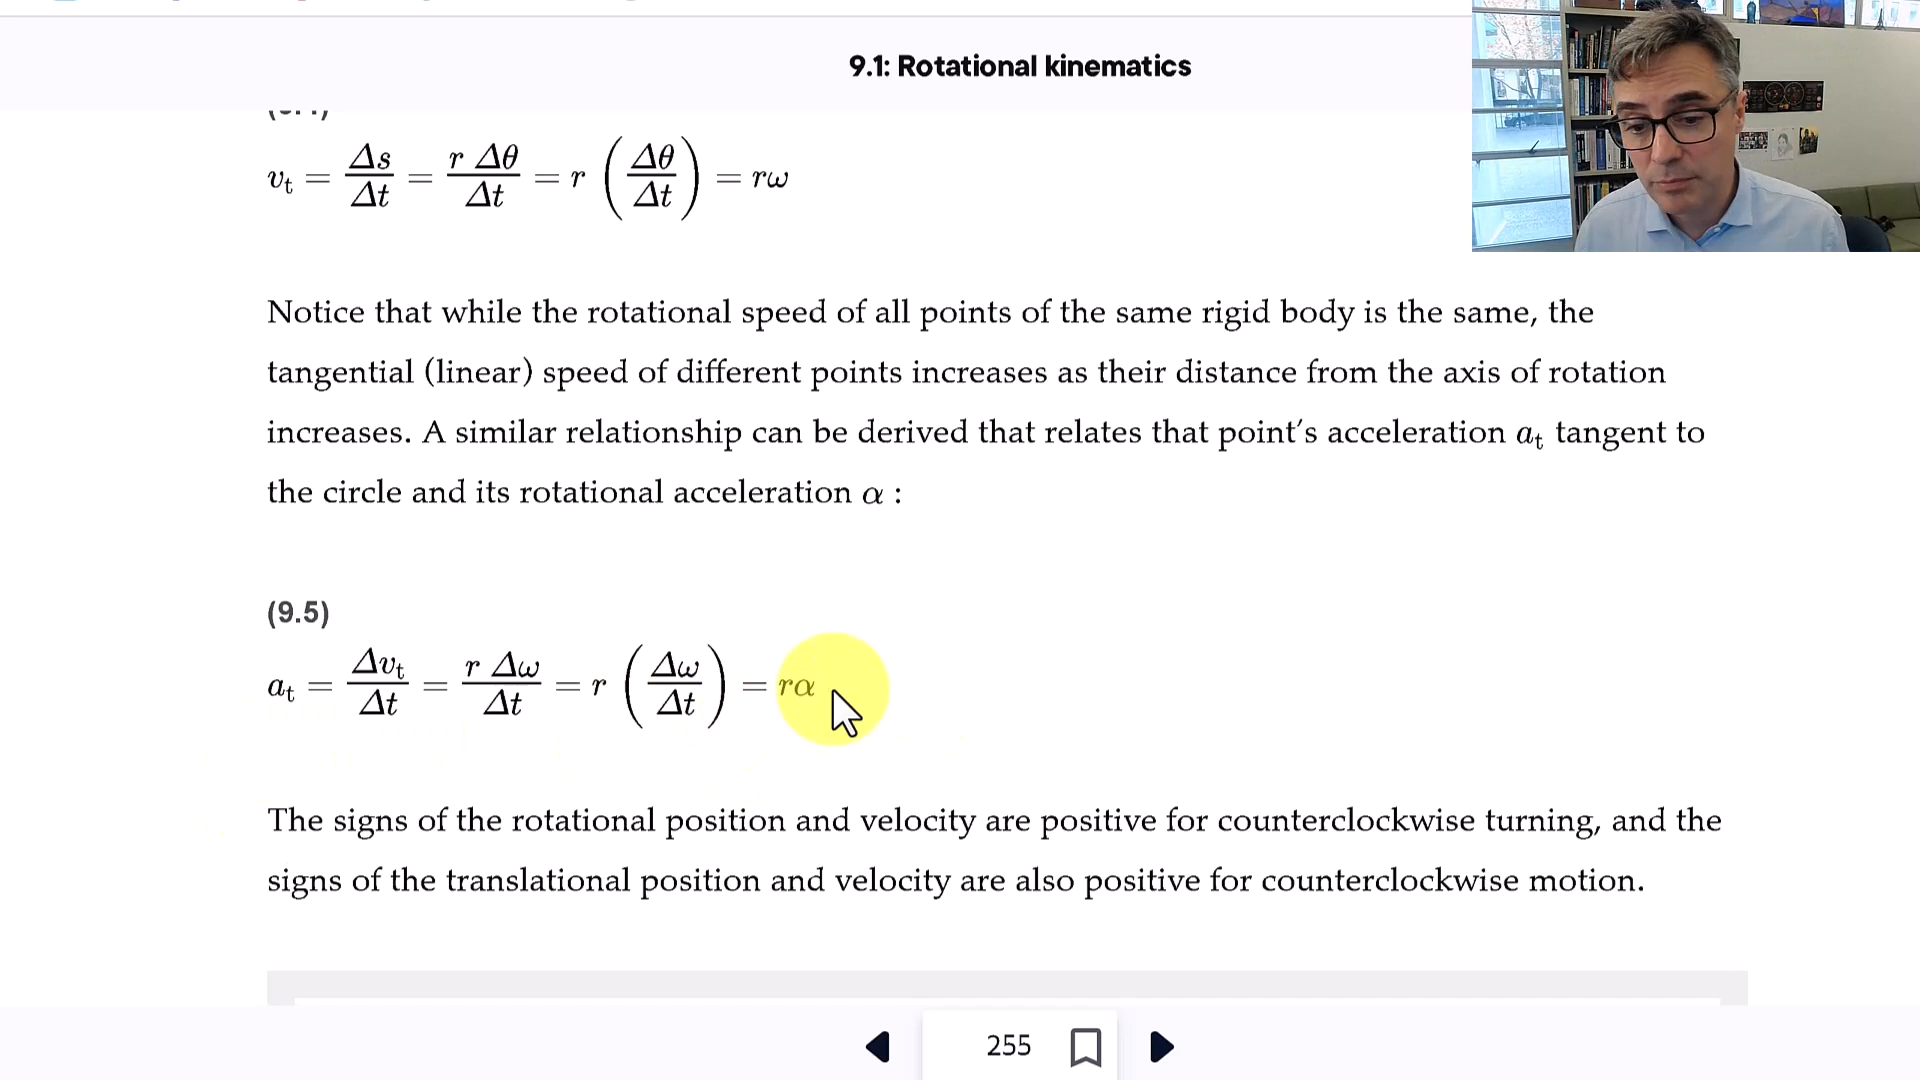 9.1: Rotational kinematics
vₜ = Δs/Δt = r Δθ/Δt = r (Δθ/Δt) = rω
Notice that while the rotational speed of all points of the same rigid body is the same, the
tangential (linear) speed of different points increases as their distance from the axis of rotation
increases. A similar relationship can be derived that relates that point’s acceleration aₜ tangent to
the circle and its rotational acceleration α :
(9.5)
aₜ = Δvₜ/Δt = r Δω/Δt = r (Δω/Δt) = rα
The signs of the rotational position and velocity are positive for counterclockwise turning, and the
signs of the translational position and velocity are also positive for counterclockwise motion.
255